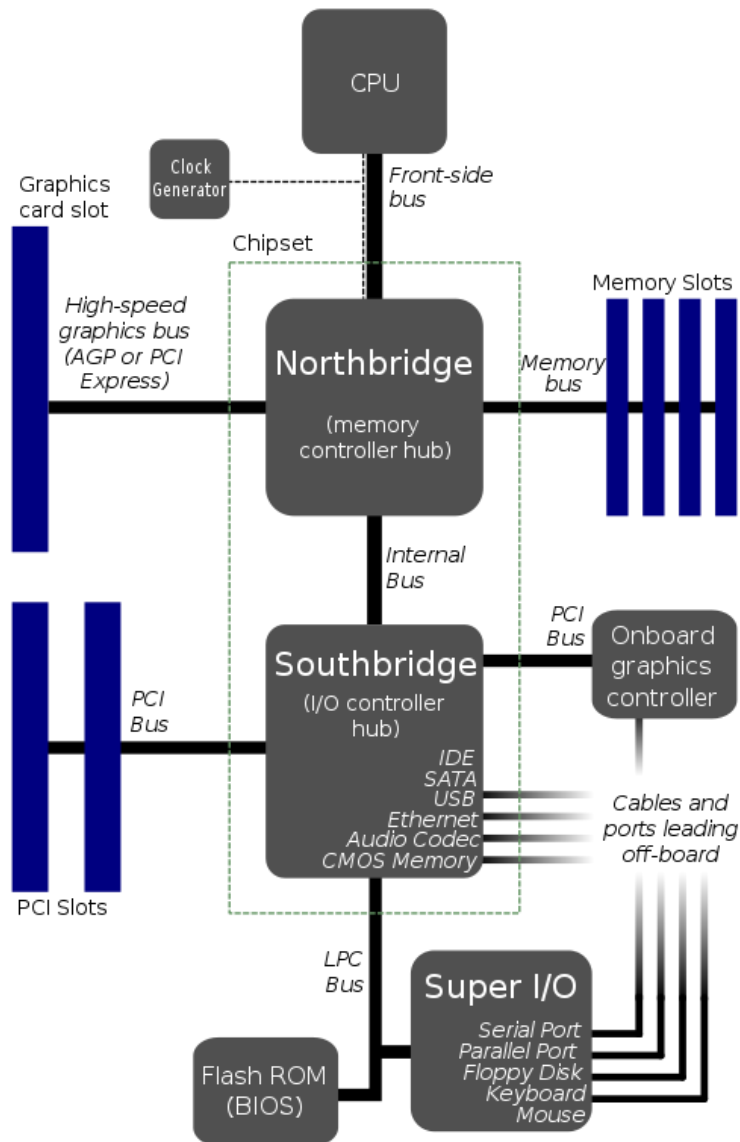 CPU
Clock
Generator
Front-side
bus
Graphics
card slot
Chipset
High-speed
graphics bus
(AGP or PCI
Express)
Northbridge
(memory
controller hub)
Memory Slots
Memory
bus
Internal
Bus
PCI
Bus
Onboard
graphics
controller
Southbridge
(I/O controller
hub)
PCI
Bus
IDE
SATA
USB
Ethernet
Audio Codec
CMOS Memory
Cables and
ports leading
off-board
PCI Slots
LPC
Bus
Super I/O
Serial Port
Parallel Port
Floppy Disk
Keyboard
Mouse
Flash ROM
(BIOS)